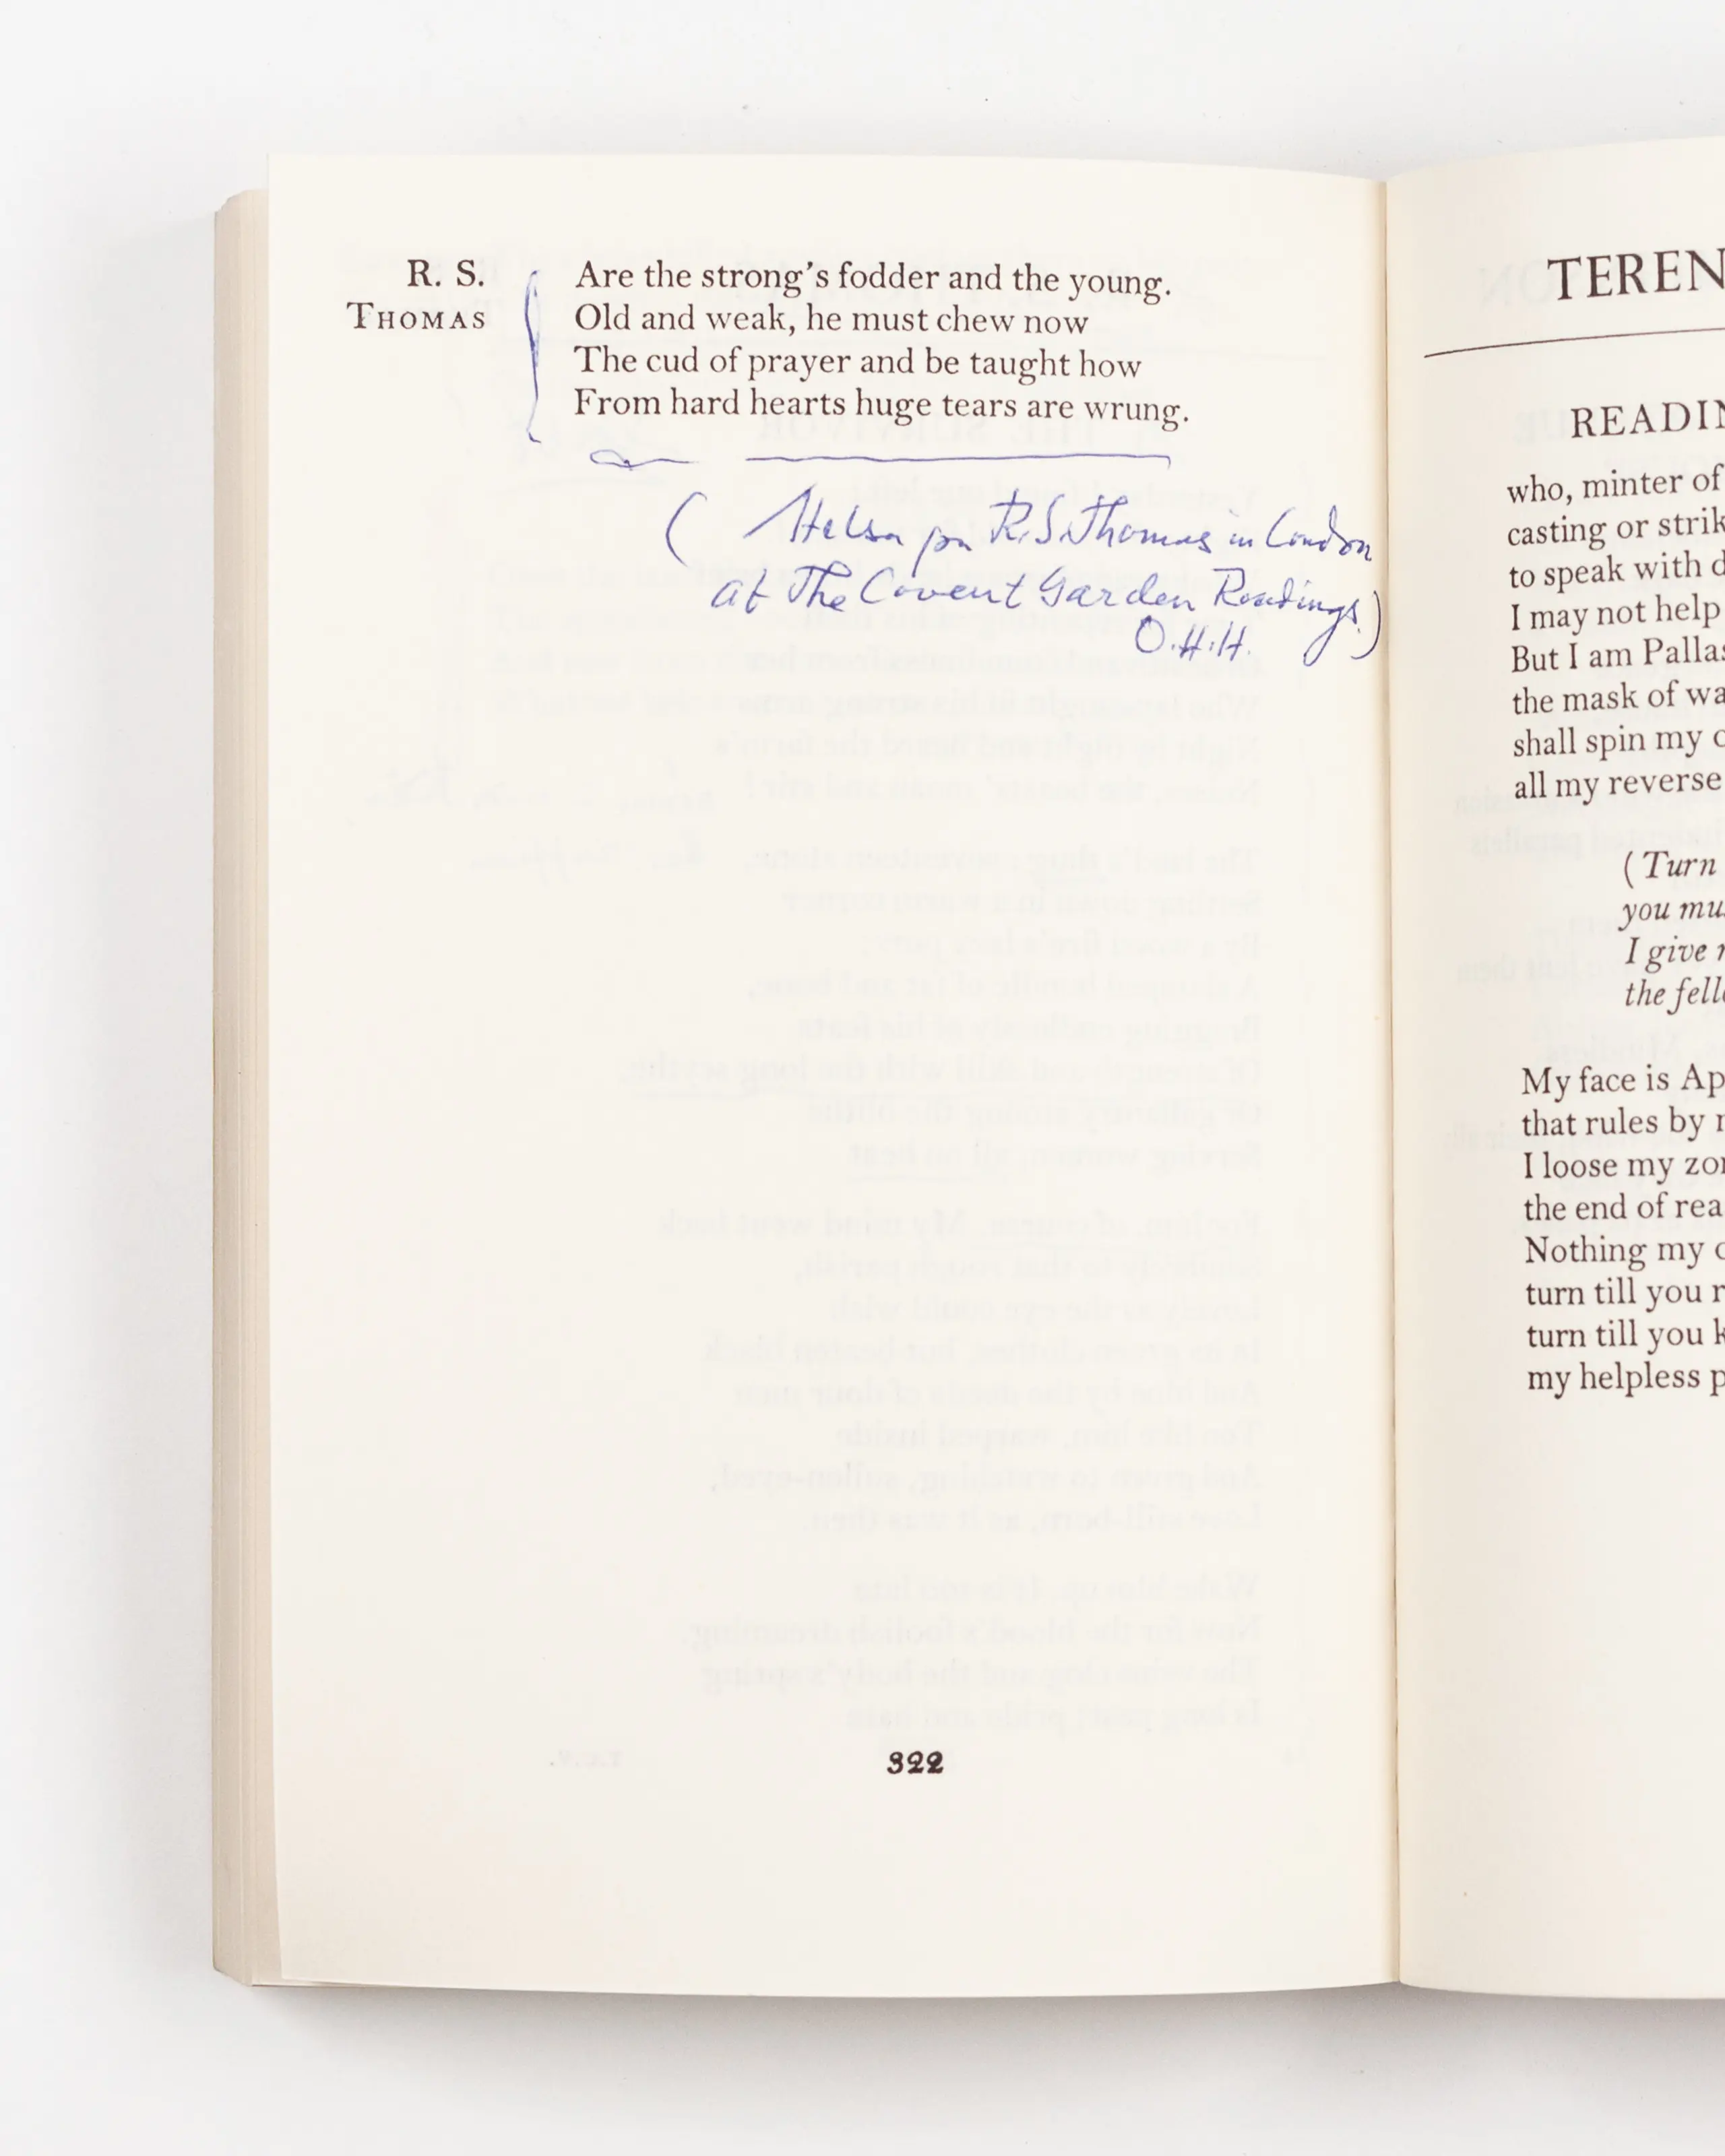 R. S.
THOMAS
Are the strong's fodder and the young.
Old and weak, he must chew now
The cud of prayer and be taught how
From hard hearts huge tears are wrung.
( Helsa på R.S. Thomas in London
at The Covent Garden Readings.)
O.H.H.
322
TEREN
READIN
who, minter of
casting or strik
to speak with d
I may not help
But I am Pallas
the mask of wa
shall spin my
all my reverse
(Turn
you mu
I give
the fell
My face is Ap
that rules by
I loose my zo
the end of rea
Nothing my
turn till you
turn till you
my helpless p